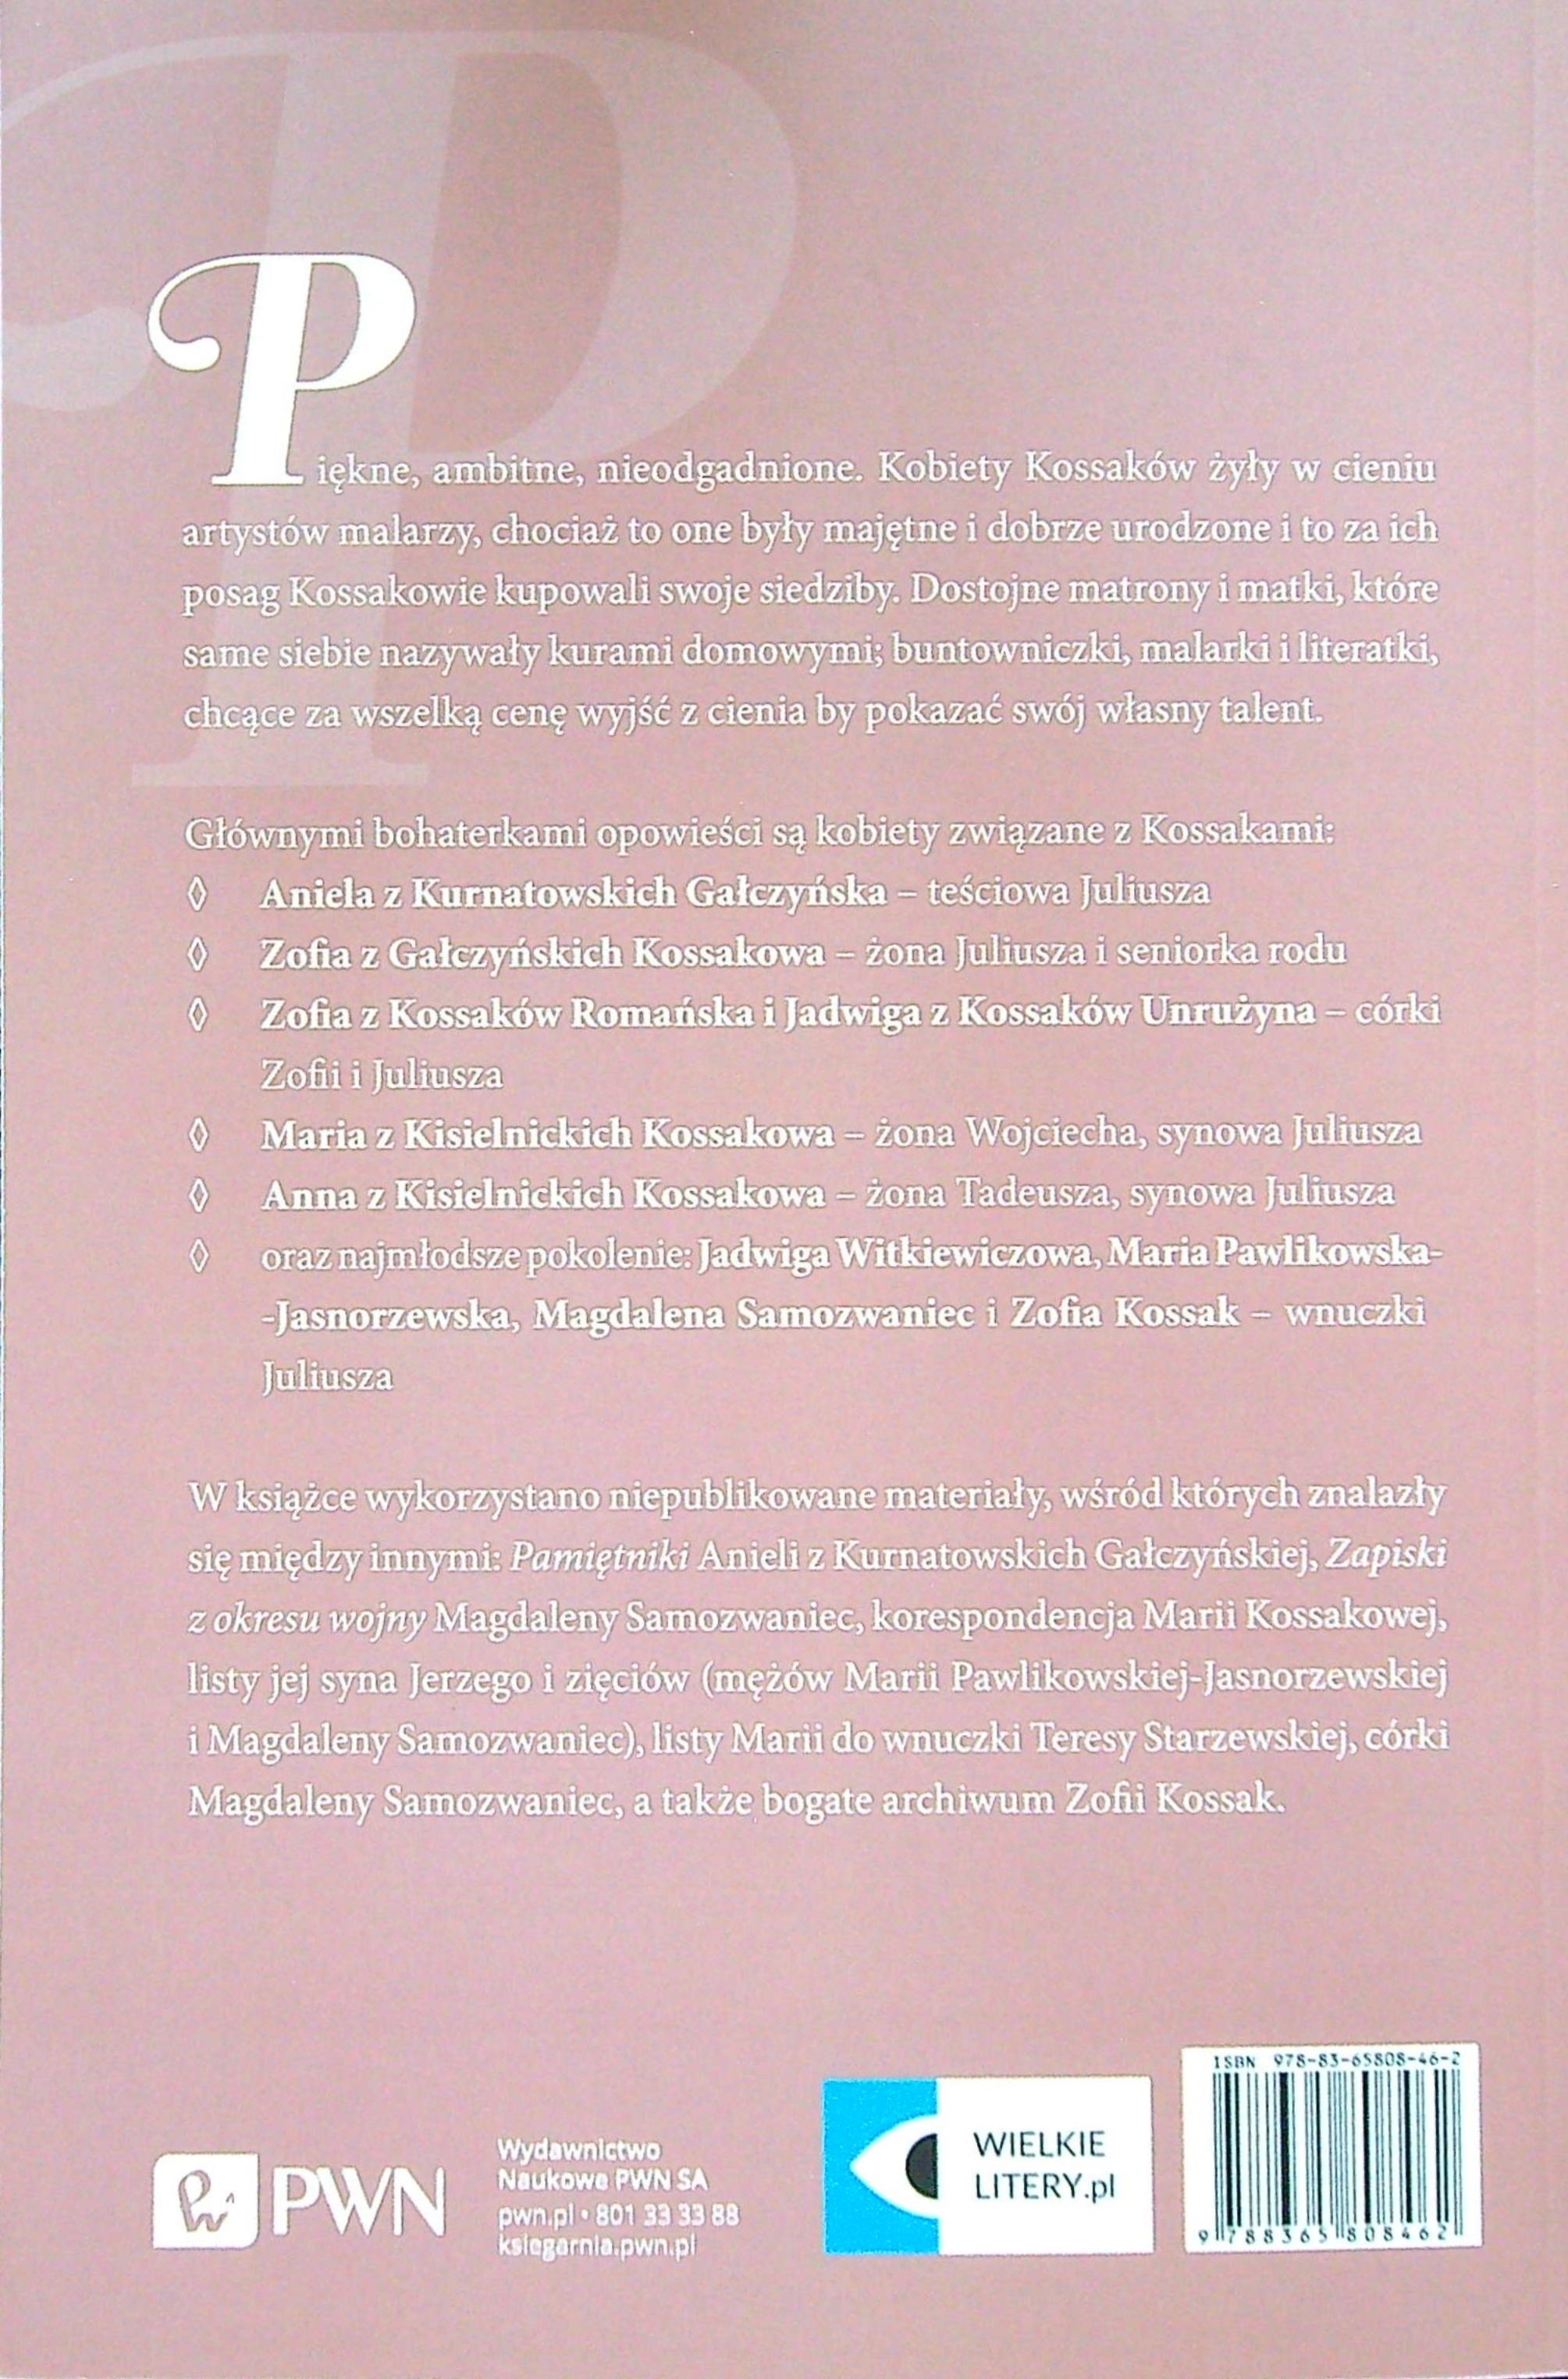 Piękne, ambitne, nieodgadnione. Kobiety Kossaków żyły w cieniu
artystów malarzy, chociaż to one były majętne i dobrze urodzone i to za ich
posag Kossakowie kupowali swoje siedziby. Dostojne matrony i matki, które
same siebie nazywały kurami domowymi; buntowniczki, malarki i literatki,
chcące za wszelką cenę wyjść z cienia by pokazać swój własny talent.
Głównymi bohaterkami opowieści są kobiety związane z Kossakami:
◊ Aniela z Kurnatowskich Gałczyńska – teściowa Juliusza
◊ Zofia z Gałczyńskich Kossakowa – żona Juliusza i seniorka rodu
◊ Zofia z Kossaków Romańska i Jadwiga z Kossaków Unrużyna – córki
Zofii i Juliusza
◊ Maria z Kisielnickich Kossakowa – żona Wojciecha, synowa Juliusza
◊ Anna z Kisielnickich Kossakowa – żona Tadeusza, synowa Juliusza
◊ oraz najmłodsze pokolenie: Jadwiga Witkiewiczowa, Maria Pawlikowska-
-Jasnorzewska, Magdalena Samozwaniec i Zofia Kossak – wnuczki
Juliusza
W książce wykorzystano niepublikowane materiały, wśród których znalazły
się między innymi: Pamiętniki Anieli z Kurnatowskich Gałczyńskiej, Zapiski
z okresu wojny Magdaleny Samozwaniec, korespondencja Marii Kossakowej,
listy jej syna Jerzego i zięciów (mężów Marii Pawlikowskiej-Jasnorzewskiej
i Magdaleny Samozwaniec), listy Marii do wnuczki Teresy Starzewskiej, córki
Magdaleny Samozwaniec, a także bogate archiwum Zofii Kossak.
PWN
Wydawnictwo
Naukowe PWN SA
pwn.pl • 801 33 33 88
ksiegarnia.pwn.pl
WIELKIE
LITERY.pl
ISBN 978-83-65808-46-2
9 788365 808462